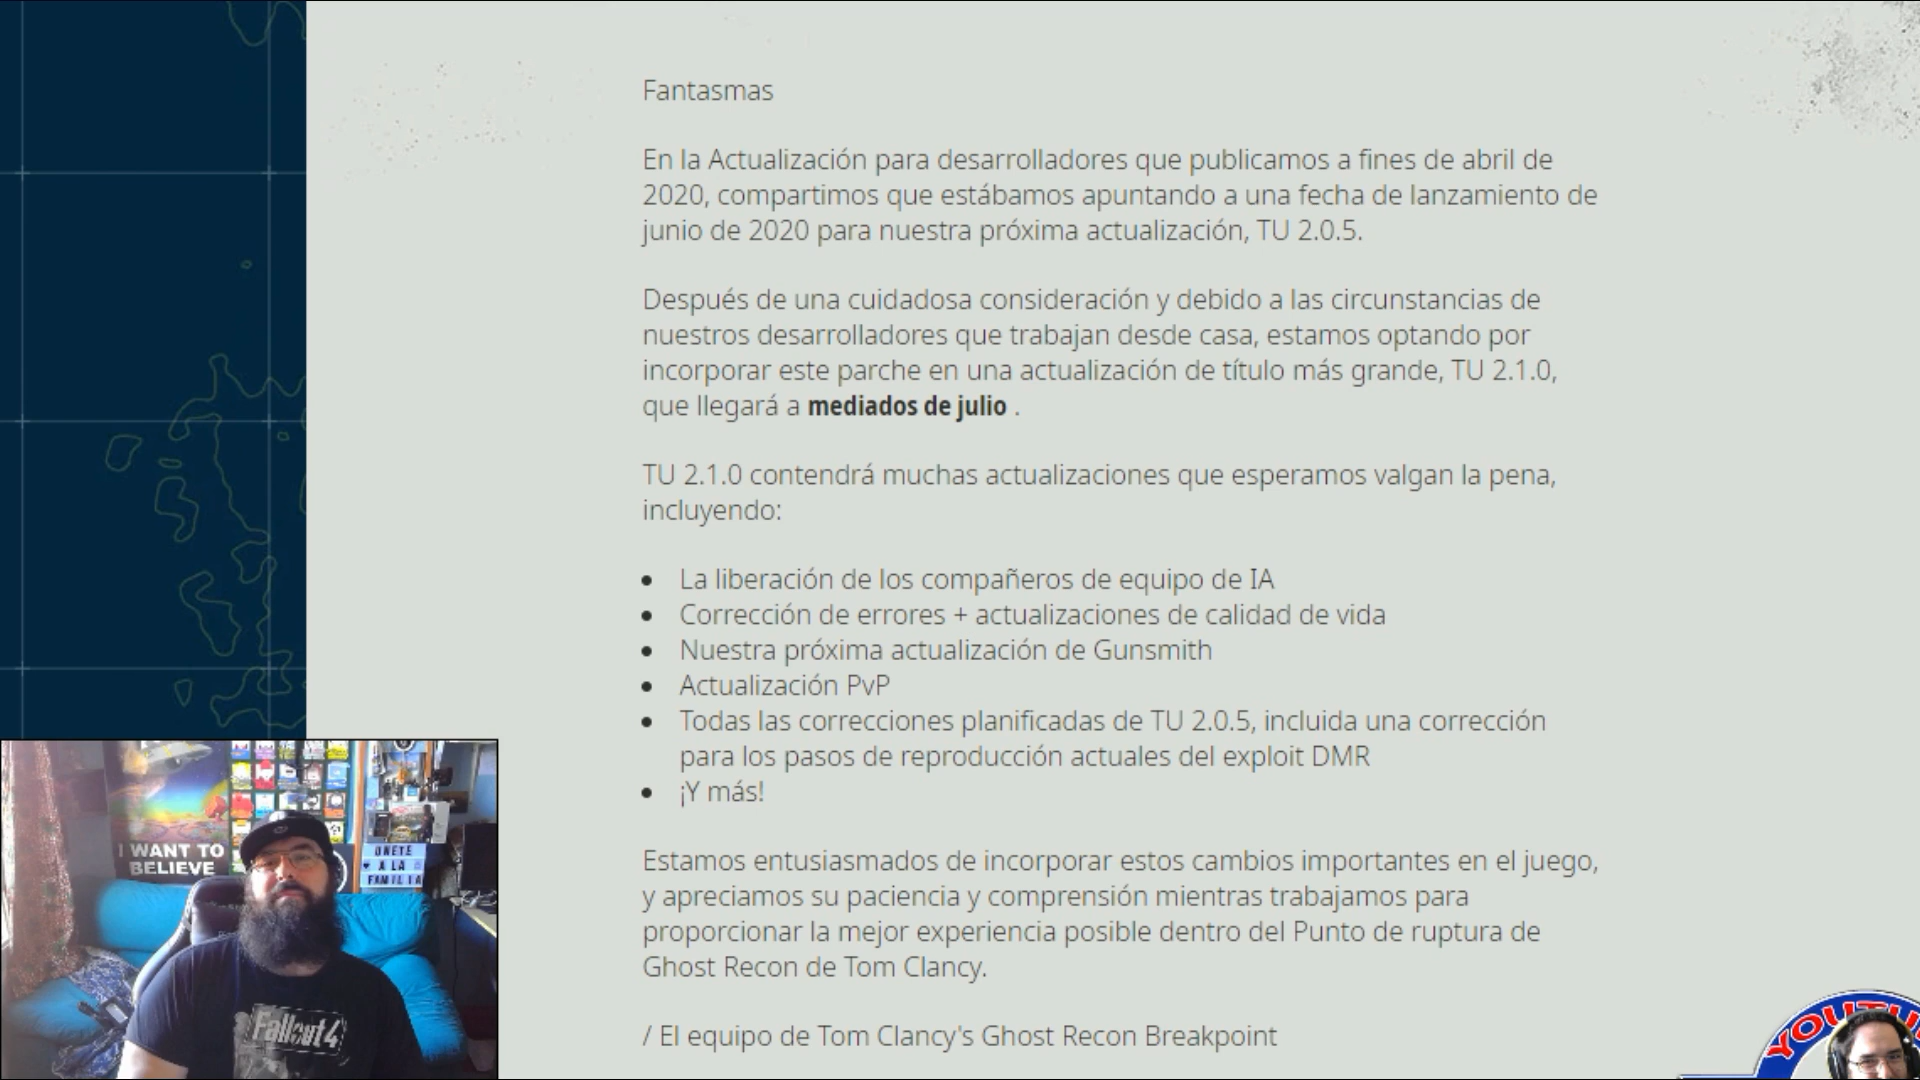 Fantasmas
En la Actualización para desarrolladores que publicamos a fines de abril de
2020, compartimos que estábamos apuntando a una fecha de lanzamiento de
junio de 2020 para nuestra próxima actualización, TU 2.0.5.
Después de una cuidadosa consideración y debido a las circunstancias de
nuestros desarrolladores que trabajan desde casa, estamos optando por
incorporar este parche en una actualización de título más grande, TU 2.1.0,
que llegará a mediados de julio .
TU 2.1.0 contendrá muchas actualizaciones que esperamos valgan la pena,
incluyendo:
La liberación de los compañeros de equipo de IA
Corrección de errores + actualizaciones de calidad de vida
Nuestra próxima actualización de Gunsmith
Actualización PvP
Todas las correcciones planificadas de TU 2.0.5, incluida una corrección
para los pasos de reproducción actuales del exploit DMR
¡Y más!
Estamos entusiasmados de incorporar estos cambios importantes en el juego,
y apreciamos su paciencia y comprensión mientras trabajamos para
proporcionar la mejor experiencia posible dentro del Punto de ruptura de
Ghost Recon de Tom Clancy.
/ El equipo de Tom Clancy's Ghost Recon Breakpoint
I WANT TO
BELIEVE
UNETE
A LA
FAMILIA
Fallout 4